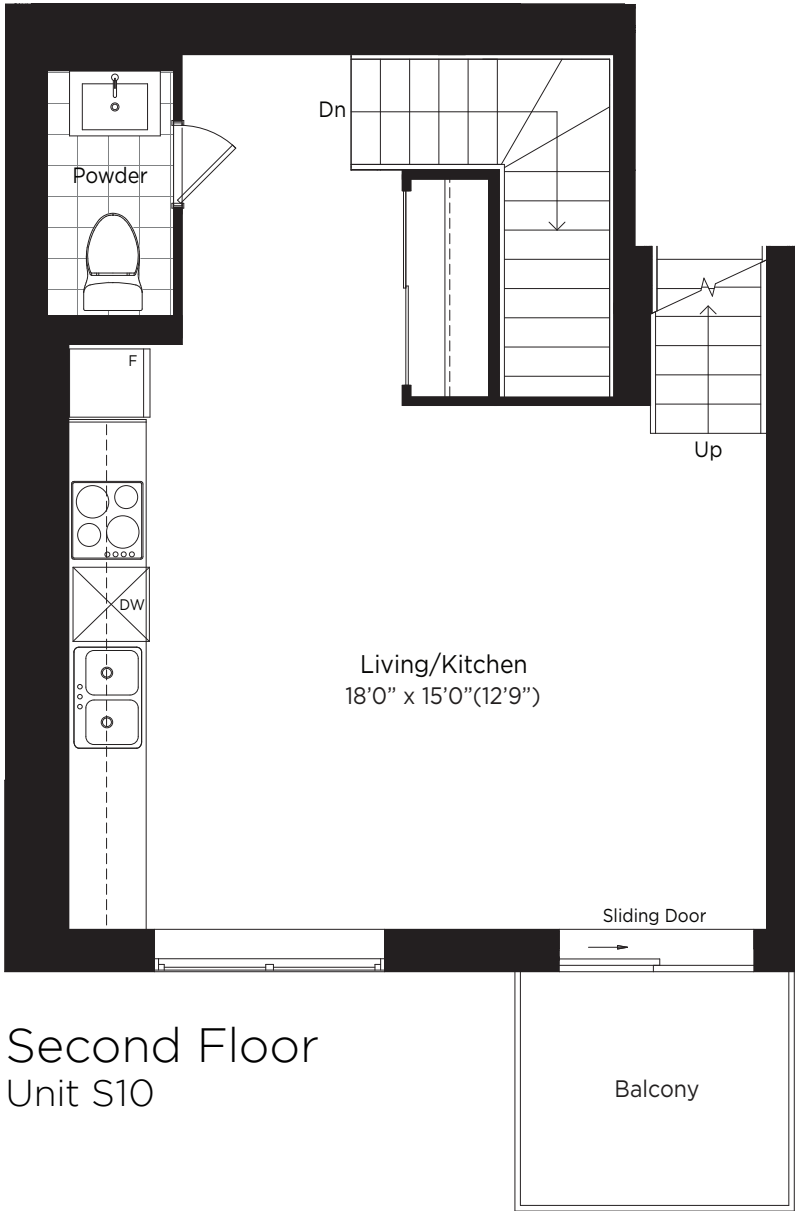 Dn
Powder
F
Up
DW
Living/Kitchen
18’0” x 15’0”(12’9”)
Sliding Door
Second Floor
Unit S10
Balcony